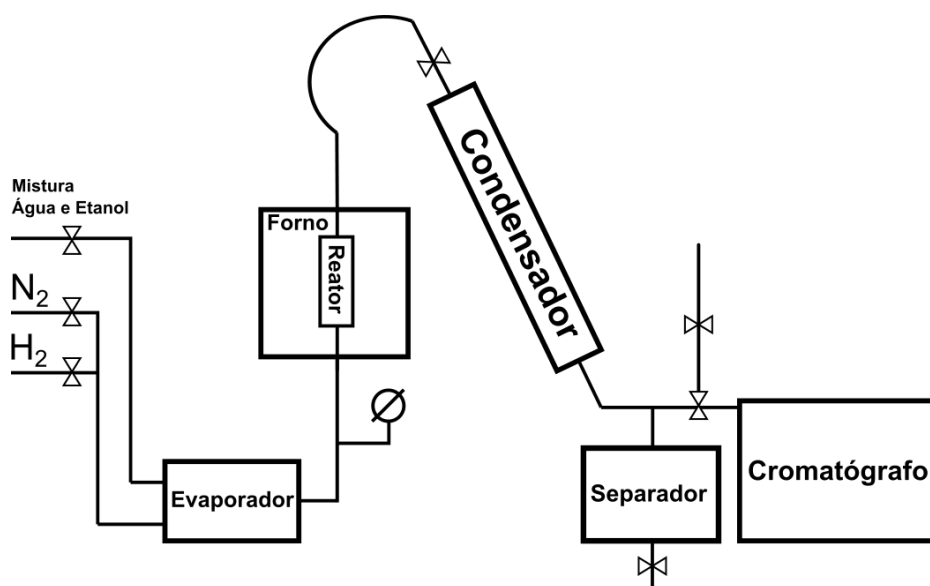 Mistura
Água e Etanol
N₂
H₂
Forno
Reator
Condensador
Evaporador
Separador
Cromatógrafo